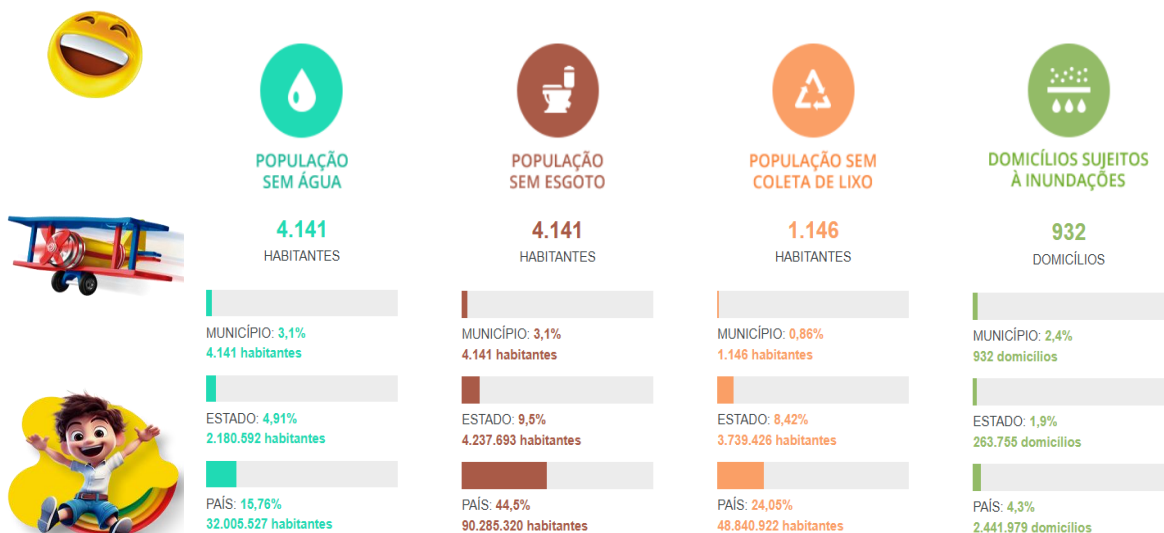 POPULAÇÃO
SEM ÁGUA
4.141
HABITANTES
MUNICÍPIO: 3,1%
4.141 habitantes
ESTADO: 4,91%
2.180.592 habitantes
PAÍS: 15,76%
32.005.527 habitantes
POPULAÇÃO
SEM ESGOTO
4.141
HABITANTES
MUNICÍPIO: 3,1%
4.141 habitantes
ESTADO: 9,5%
4.237.693 habitantes
PAÍS: 44,5%
90.285.320 habitantes
POPULAÇÃO SEM
COLETA DE LIXO
1.146
HABITANTES
MUNICÍPIO: 0,86%
1.146 habitantes
ESTADO: 8,42%
3.739.426 habitantes
PAÍS: 24,05%
48.840.922 habitantes
DOMICÍLIOS SUJEITOS
À INUNDAÇÕES
932
DOMICÍLIOS
MUNICÍPIO: 2,4%
932 domicílios
ESTADO: 1,9%
263.755 domicílios
PAÍS: 4,3%
2.441.979 domicílios